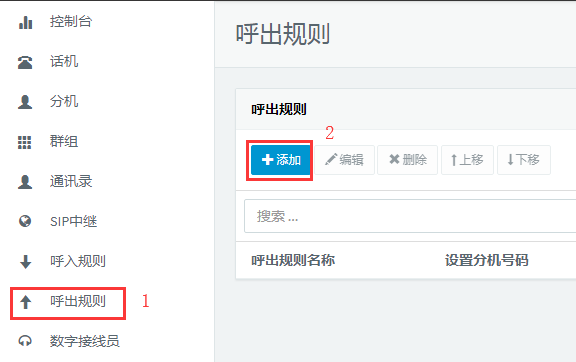 控制台
话机
分机
群组
通讯录
SIP中继
呼入规则
呼出规则 1
数字接线员
呼出规则
呼出规则
2
添加 编辑 删除 上移 下移
搜索 ...
呼出规则名称 设置分机号码